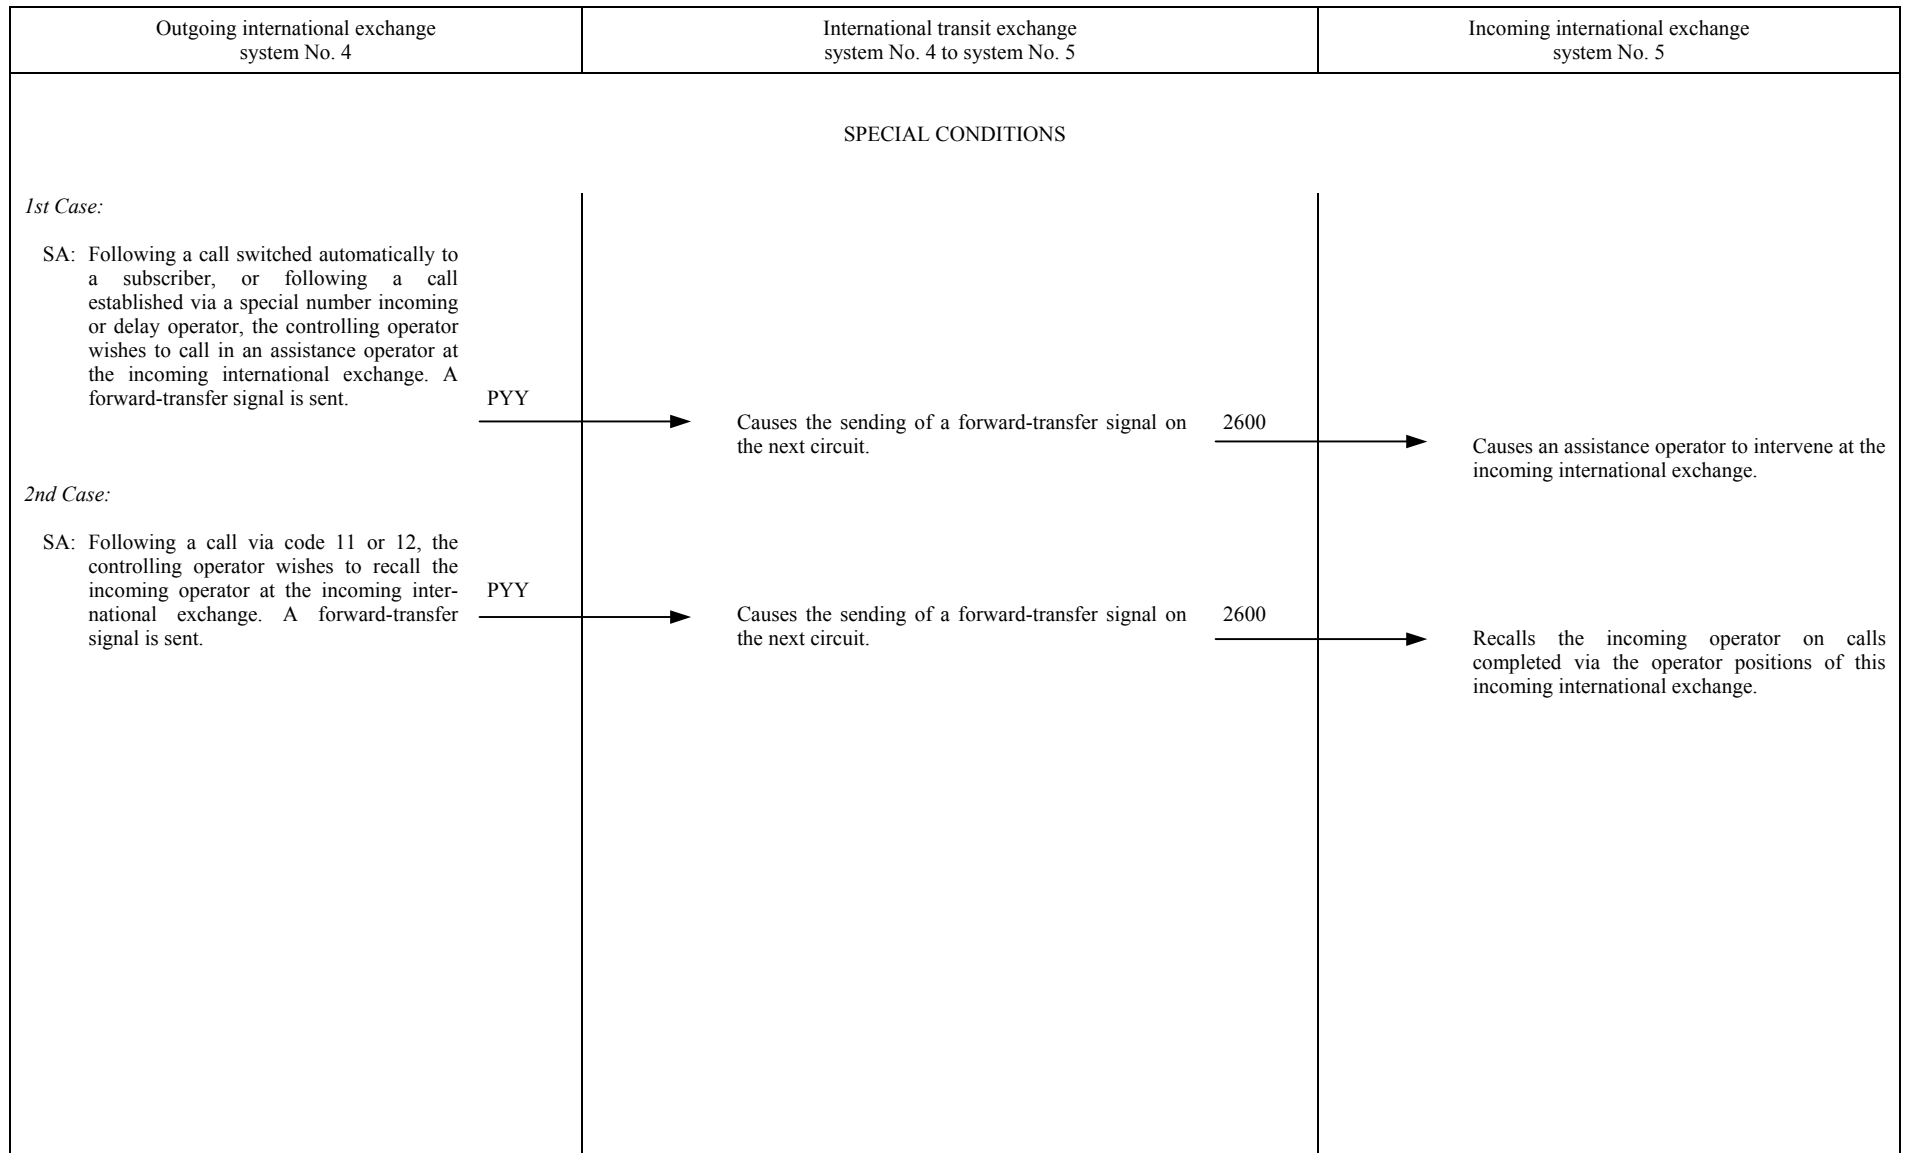 Outgoing international exchange
system No. 4
International transit exchange
system No. 4 to system No. 5
Incoming international exchange
system No. 5
SPECIAL CONDITIONS
1st Case:
SA: Following a call switched automatically to
a subscriber, or following a call
established via a special number incoming
or delay operator, the controlling operator
wishes to call in an assistance operator at
the incoming international exchange. A
forward-transfer signal is sent.
PYY
Causes the sending of a forward-transfer signal on
the next circuit.
2600
Causes an assistance operator to intervene at the
incoming international exchange.
2nd Case:
SA: Following a call via code 11 or 12, the
controlling operator wishes to recall the
incoming operator at the incoming inter-
national exchange. A forward-transfer
signal is sent.
PYY
Causes the sending of a forward-transfer signal on
the next circuit.
2600
Recalls the incoming operator on calls
completed via the operator positions of this
incoming international exchange.